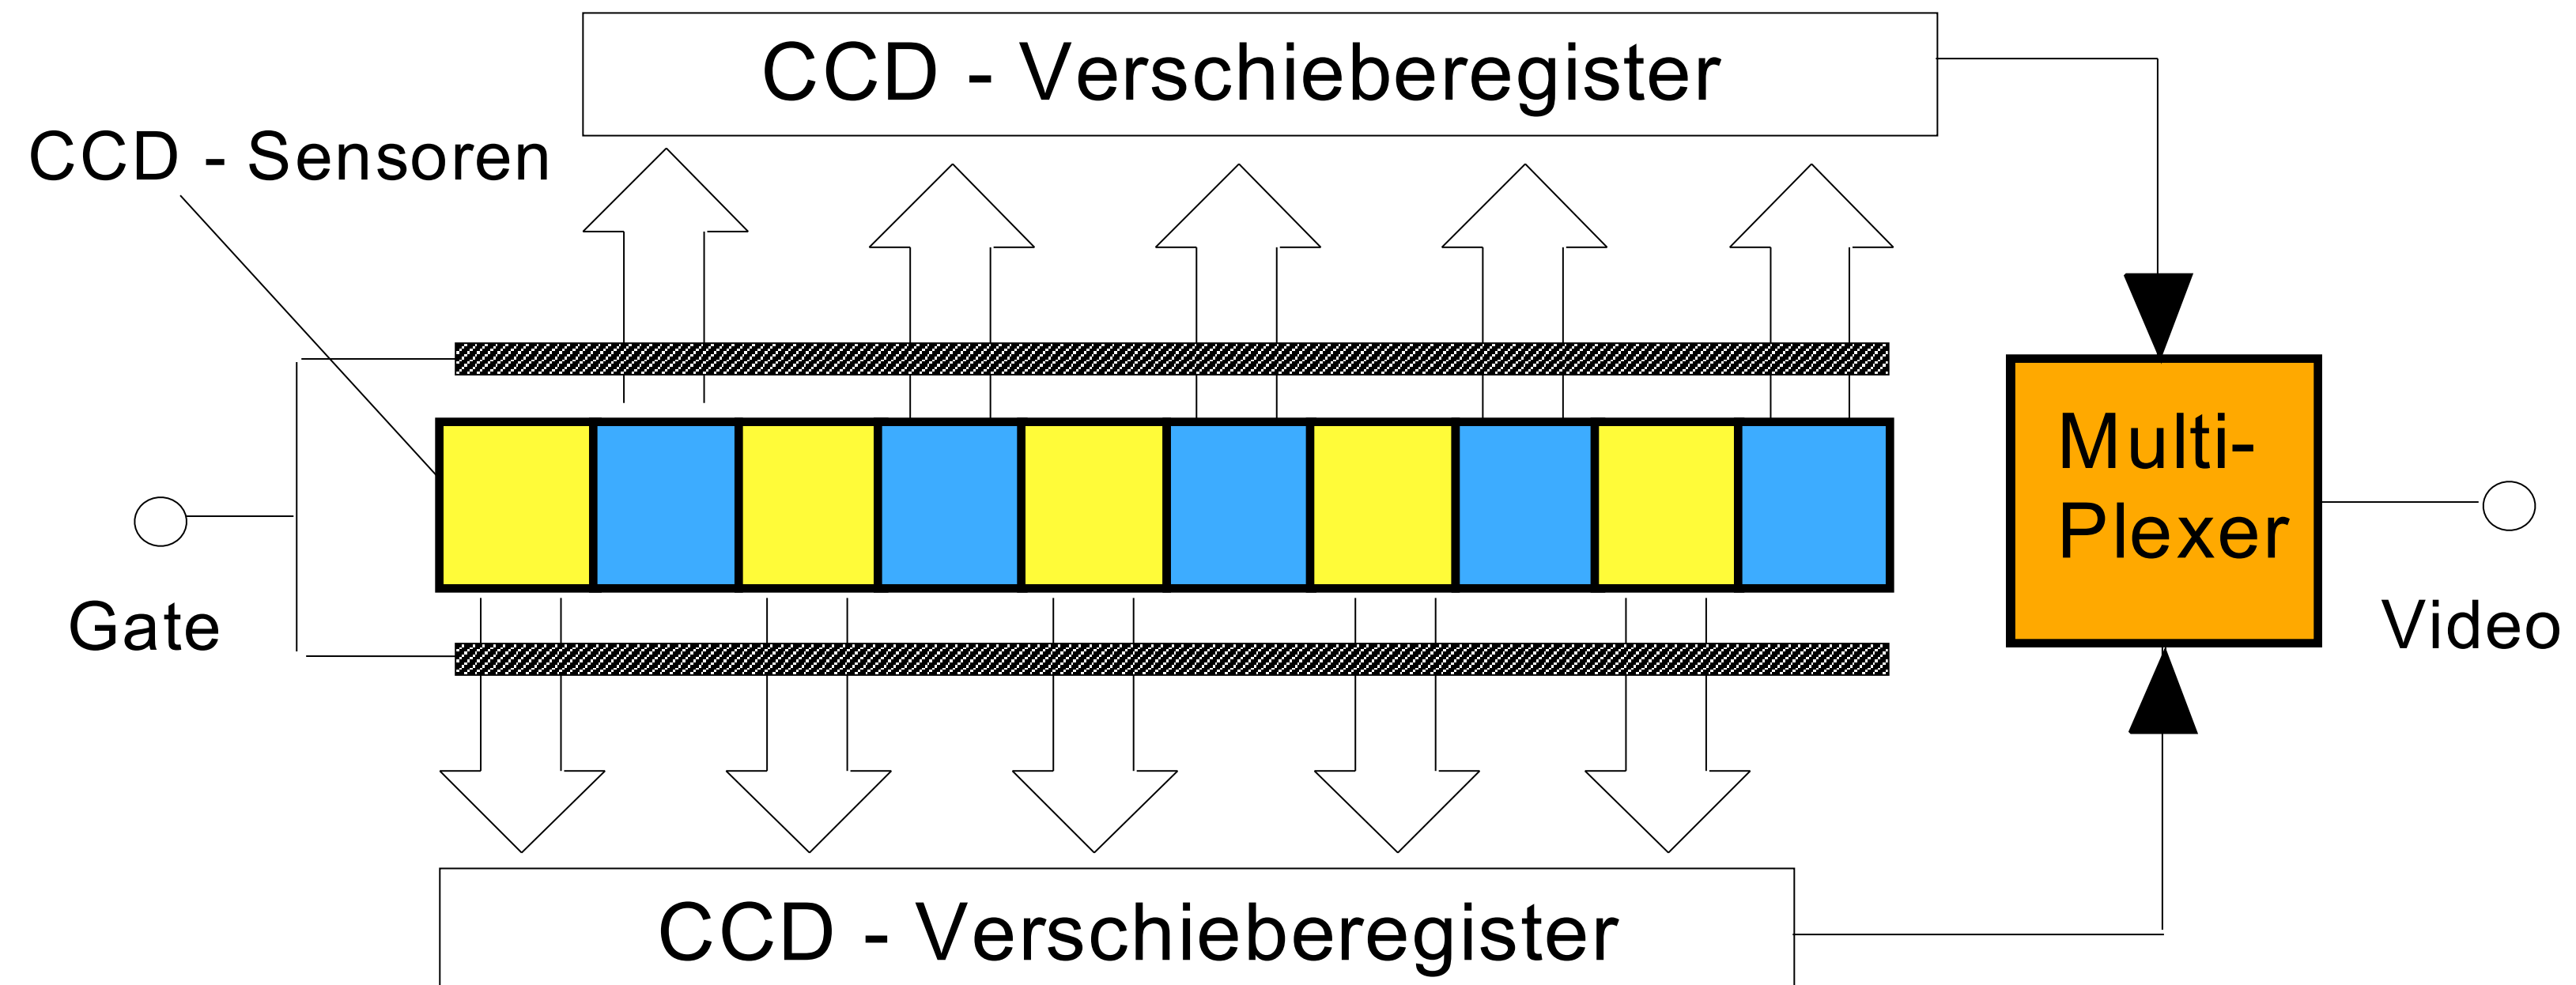 CCD - Verschieberegister
CCD - Sensoren
Multi-
Plexer
Gate
Video
CCD - Verschieberegister